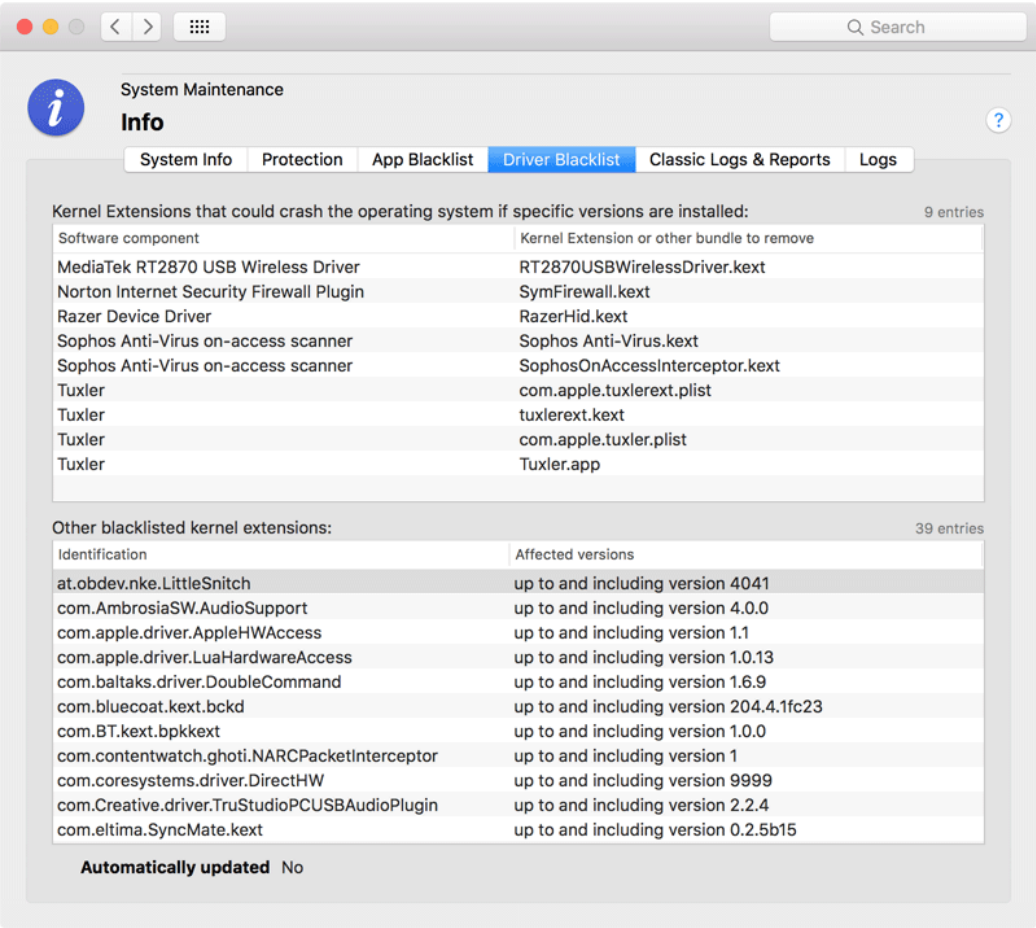 Search
System Maintenance
Info
?
System Info Protection App Blacklist Driver Blacklist Classic Logs & Reports Logs
Kernel Extensions that could crash the operating system if specific versions are installed: 9 entries
Software component Kernel Extension or other bundle to remove
MediaTek RT2870 USB Wireless Driver RT2870USBWirelessDriver.kext
Norton Internet Security Firewall Plugin SymFirewall.kext
Razer Device Driver RazerHid.kext
Sophos Anti-Virus on-access scanner Sophos Anti-Virus.kext
Sophos Anti-Virus on-access scanner SophosOnAccessInterceptor.kext
Tuxler com.apple.tuxlerext.plist
Tuxler tuxlerext.kext
Tuxler com.apple.tuxler.plist
Tuxler Tuxler.app
Other blacklisted kernel extensions: 39 entries
Identification Affected versions
at.obdev.nke.LittleSnitch up to and including version 4041
com.AmbrosiaSW.AudioSupport up to and including version 4.0.0
com.apple.driver.AppleHWAccess up to and including version 1.1
com.apple.driver.LuaHardwareAccess up to and including version 1.0.13
com.baltaks.driver.DoubleCommand up to and including version 1.6.9
com.bluecoat.kext.bckd up to and including version 204.4.1fc23
com.BT.kext.bpkkext up to and including version 1.0.0
com.contentwatch.ghoti.NARCPacketInterceptor up to and including version 1
com.coresystems.driver.DirectHW up to and including version 9999
com.Creative.driver.TruStudioPCUSBAudioPlugin up to and including version 2.2.4
com.eltima.SyncMate.kext up to and including version 0.2.5b15
Automatically updated No